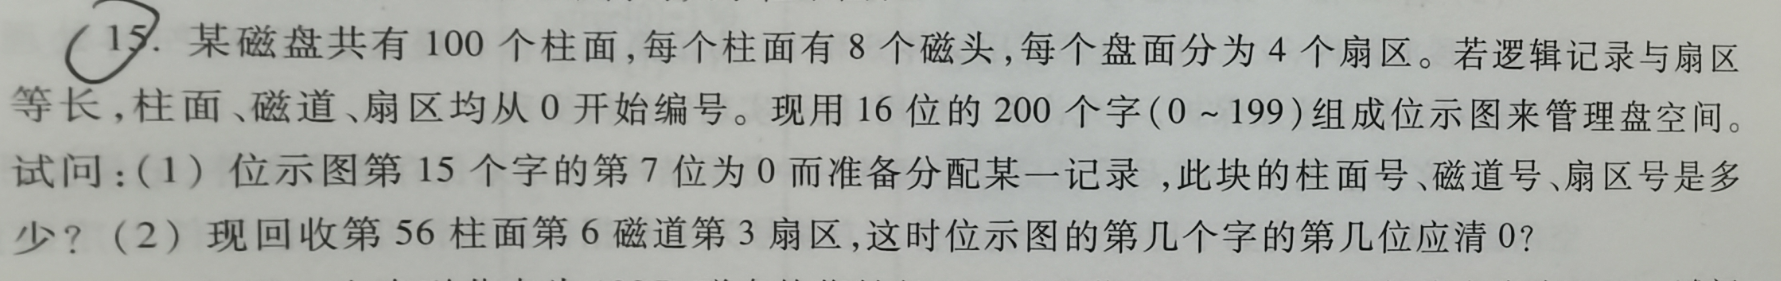 15. 某磁盘共有 100 个柱面,每个柱面有 8 个磁头,每个盘面分为 4 个扇区。若逻辑记录与扇区
等长,柱面、磁道、扇区均从 0 开始编号。现用 16 位的 200 个字(0 ~ 199)组成位示图来管理盘空间。
试问:(1) 位示图第 15 个字的第 7 位为 0 而准备分配某一记录 ,此块的柱面号、磁道号、扇区号是多
少? (2) 现回收第 56 柱面第 6 磁道第 3 扇区,这时位示图的第几个字的第几位应清 0?